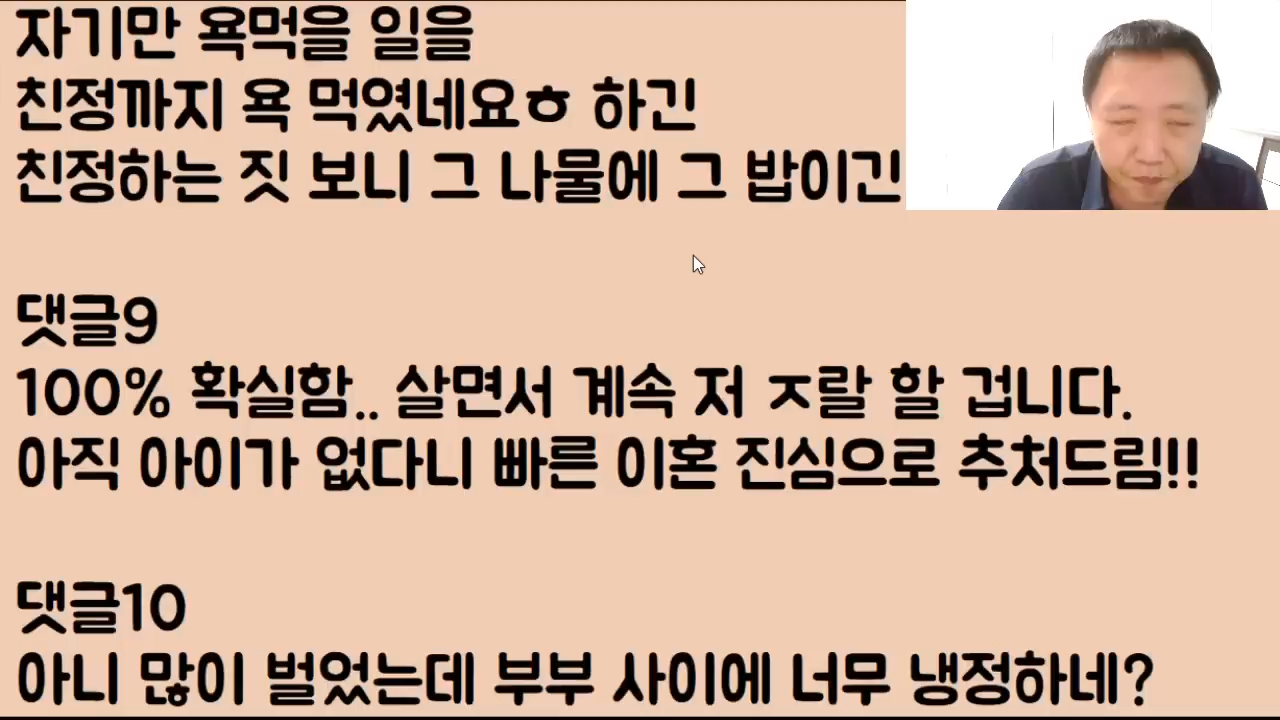 자기만 욕먹을 일을
친정까지 욕 먹였네요ㅎ 하긴
친정하는 짓 보니 그 나물에 그 밥이긴
댓글9
100% 확실함.. 살면서 계속 저 ㅈ랄 할 겁니다.
아직 아이가 없다니 빠른 이혼 진심으로 추처드림!!
댓글10
아니 많이 벌었는데 부부 사이에 너무 냉정하네?